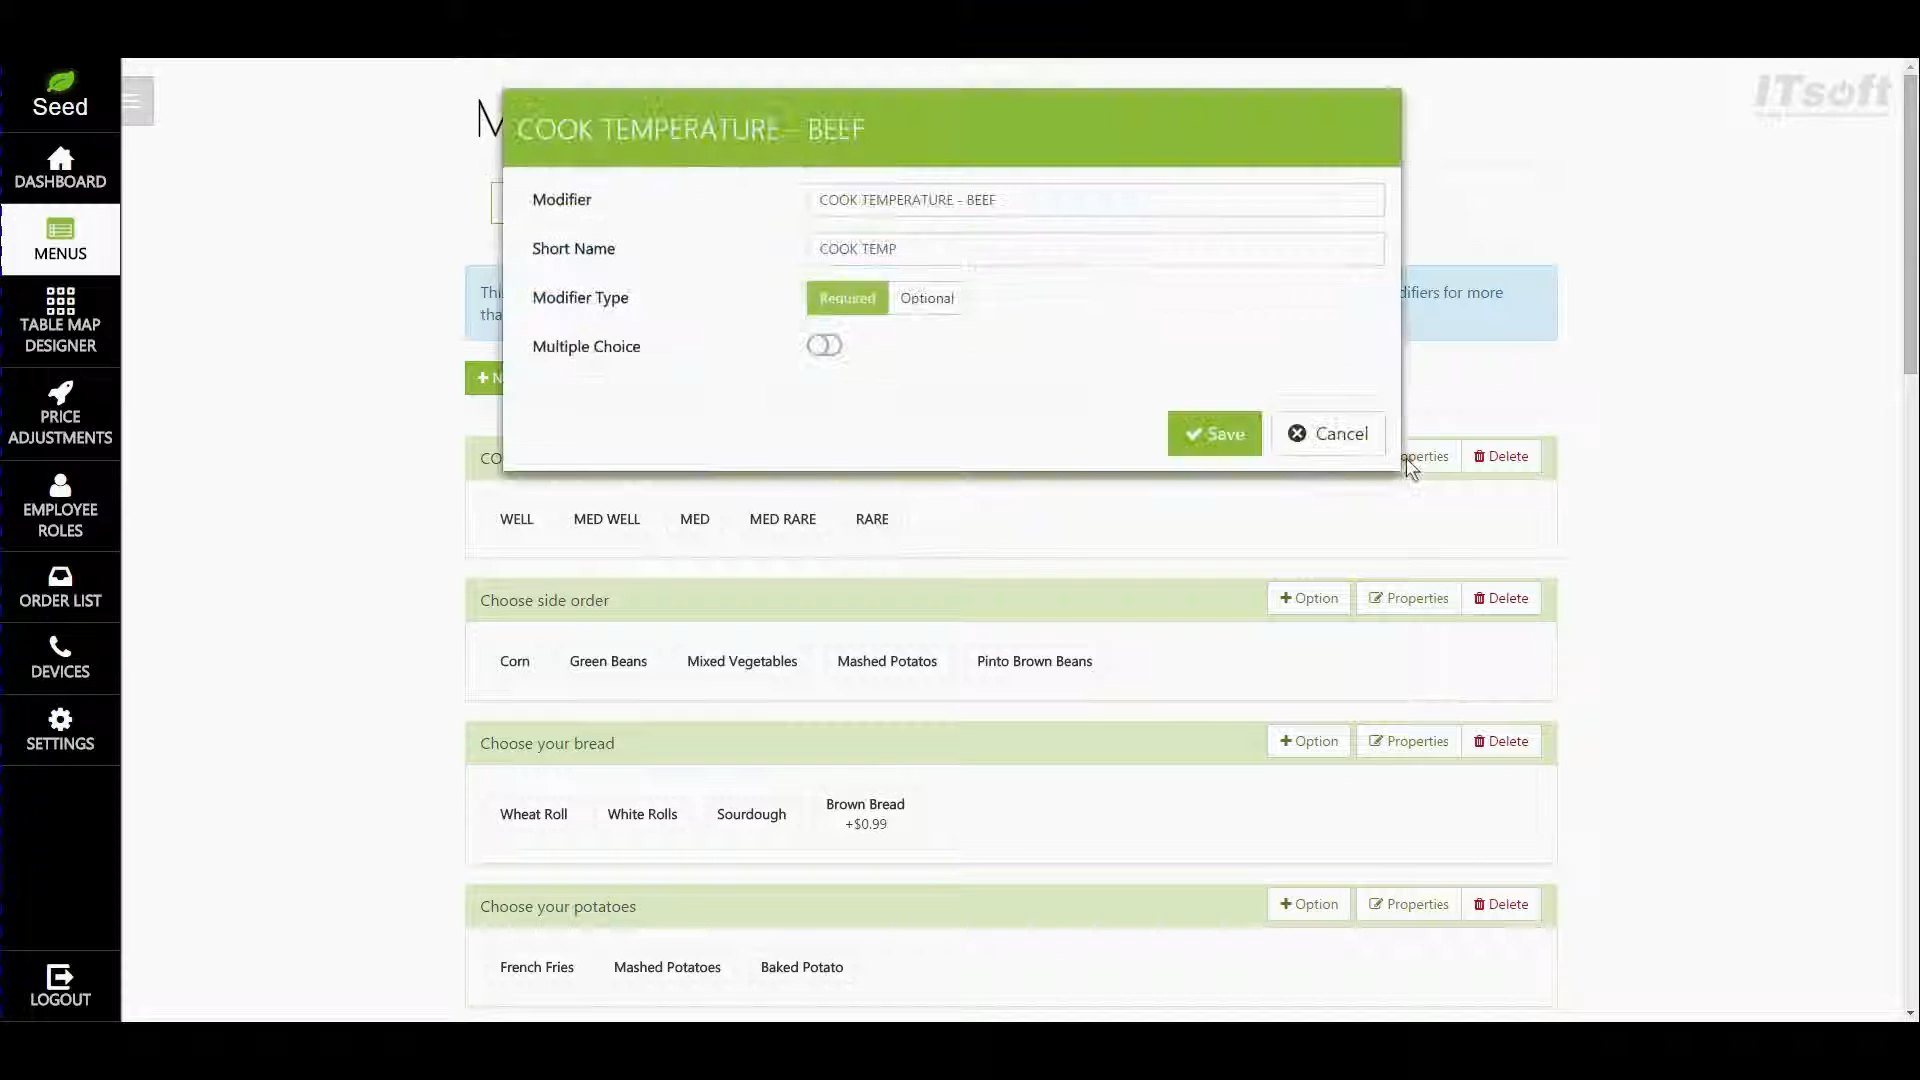 Seed
DASHBOARD
MENUS
TABLE MAP
DESIGNER
PRICE
ADJUSTMENTS
EMPLOYEE
ROLES
ORDER LIST
DEVICES
SETTINGS
LOGOUT
ITsoft
COOK TEMPERATURE - BEEF
Modifier
COOK TEMPERATURE - BEEF
Short Name
COOK TEMP
Modifier Type
Required
Optional
Multiple Choice
Save
Cancel
for more
Delete
WELL
MED WELL
MED
MED RARE
RARE
Choose side order
Option
Properties
Delete
Corn
Green Beans
Mixed Vegetables
Mashed Potatos
Pinto Brown Beans
Choose your bread
Option
Properties
Delete
Wheat Roll
White Rolls
Sourdough
Brown Bread
+$0.99
Choose your potatoes
Option
Properties
Delete
French Fries
Mashed Potatoes
Baked Potato